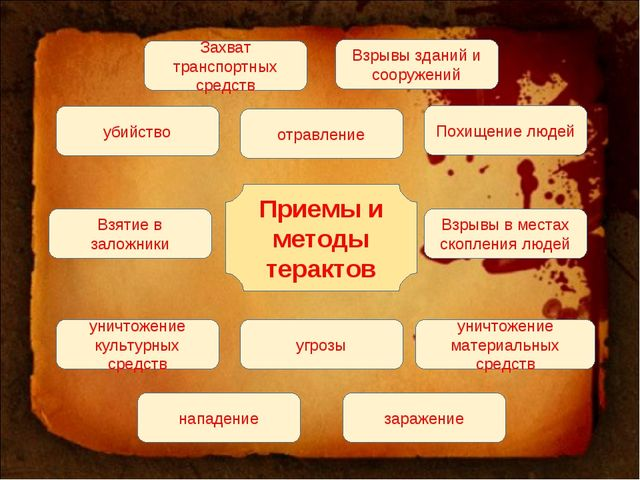 Захват
транспортных
средств
Взрывы зданий и
сооружений
убийство
отравление
Похищение людей
Взятие в
заложники
Приемы и
методы
терактов
Взрывы в местах
скопления людей
уничтожение
культурных
средств
угрозы
уничтожение
материальных
средств
нападение
заражение